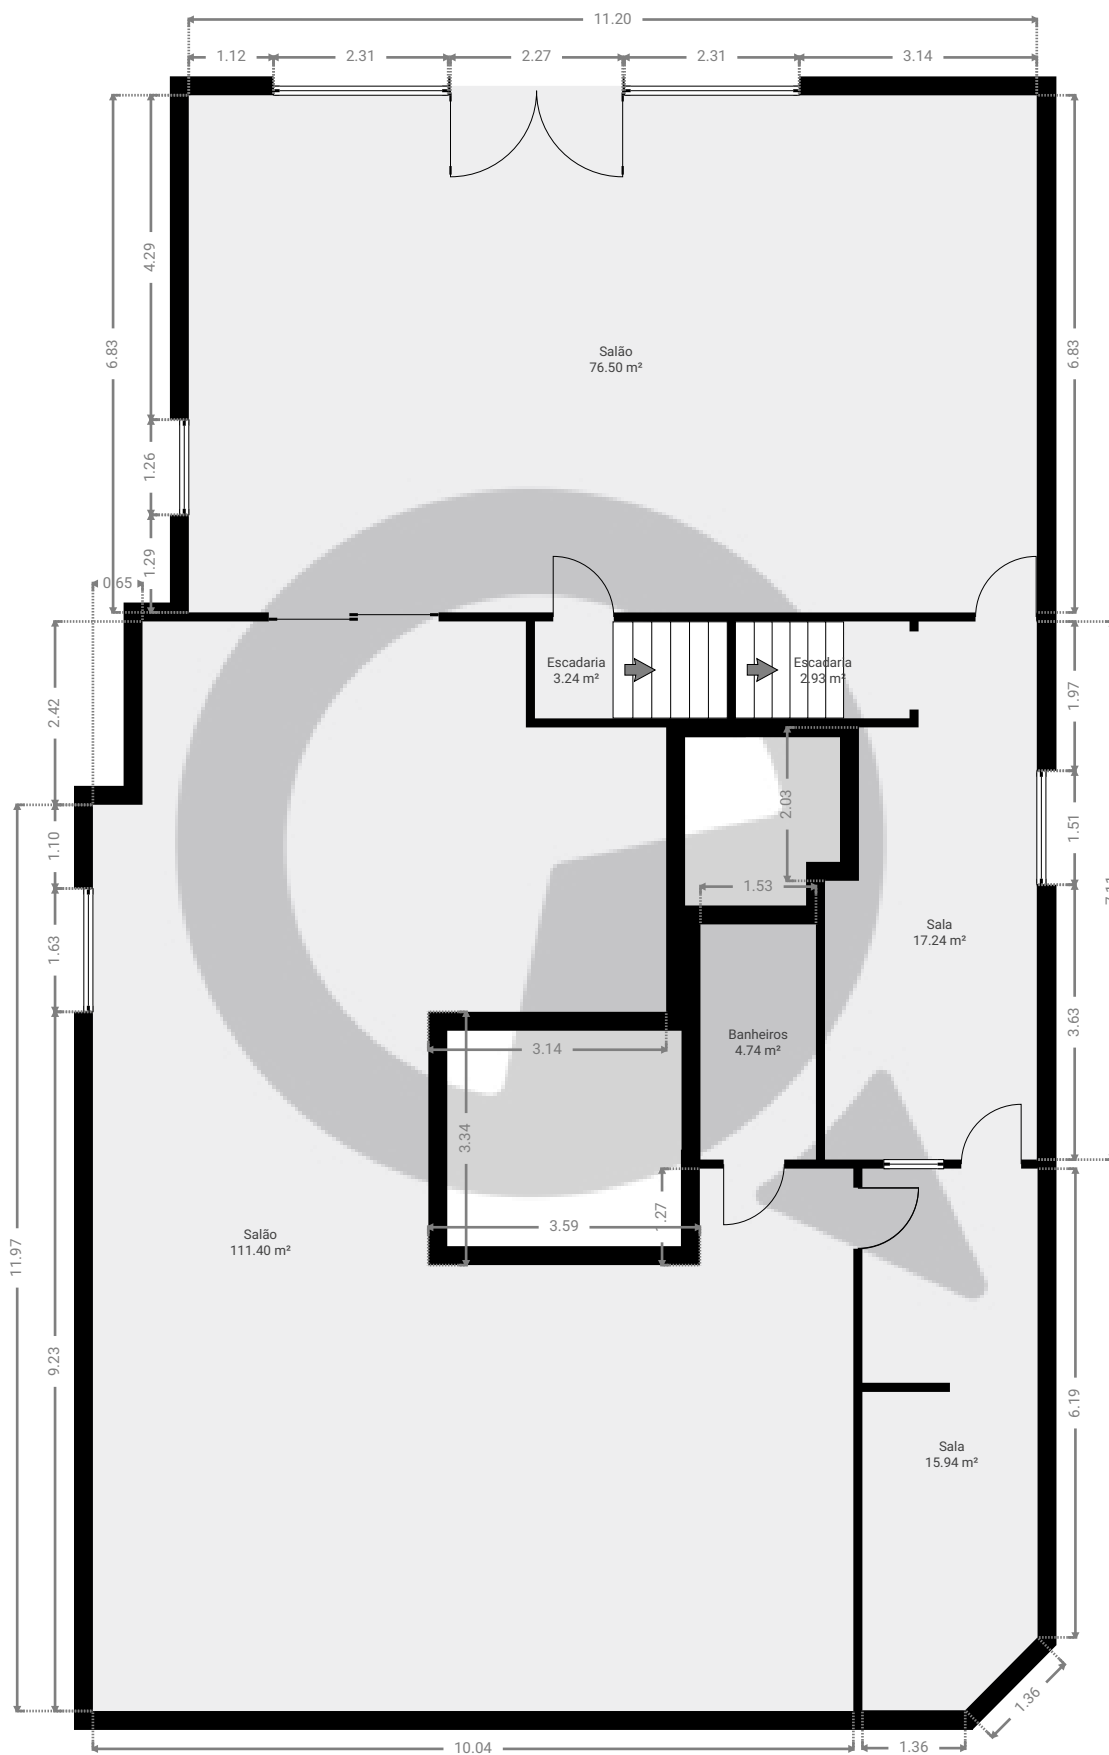 11.20
1.12
2.31
2.27
2.31
3.14
4.29
6.83
6.83
Salão
76.50 m²
1.26
1.29
0.65
Escadaria
3.24 m²
Escadaria
2.93 m²
2.42
1.97
2.03
1.51
1.10
1.53
1.63
Sala
17.24 m²
3.63
Banheiros
4.74 m²
3.14
3.34
Salão
111.40 m²
3.59
.27
11.97
9.23
6.19
Sala
15.94 m²
1.36
10.04
1.36